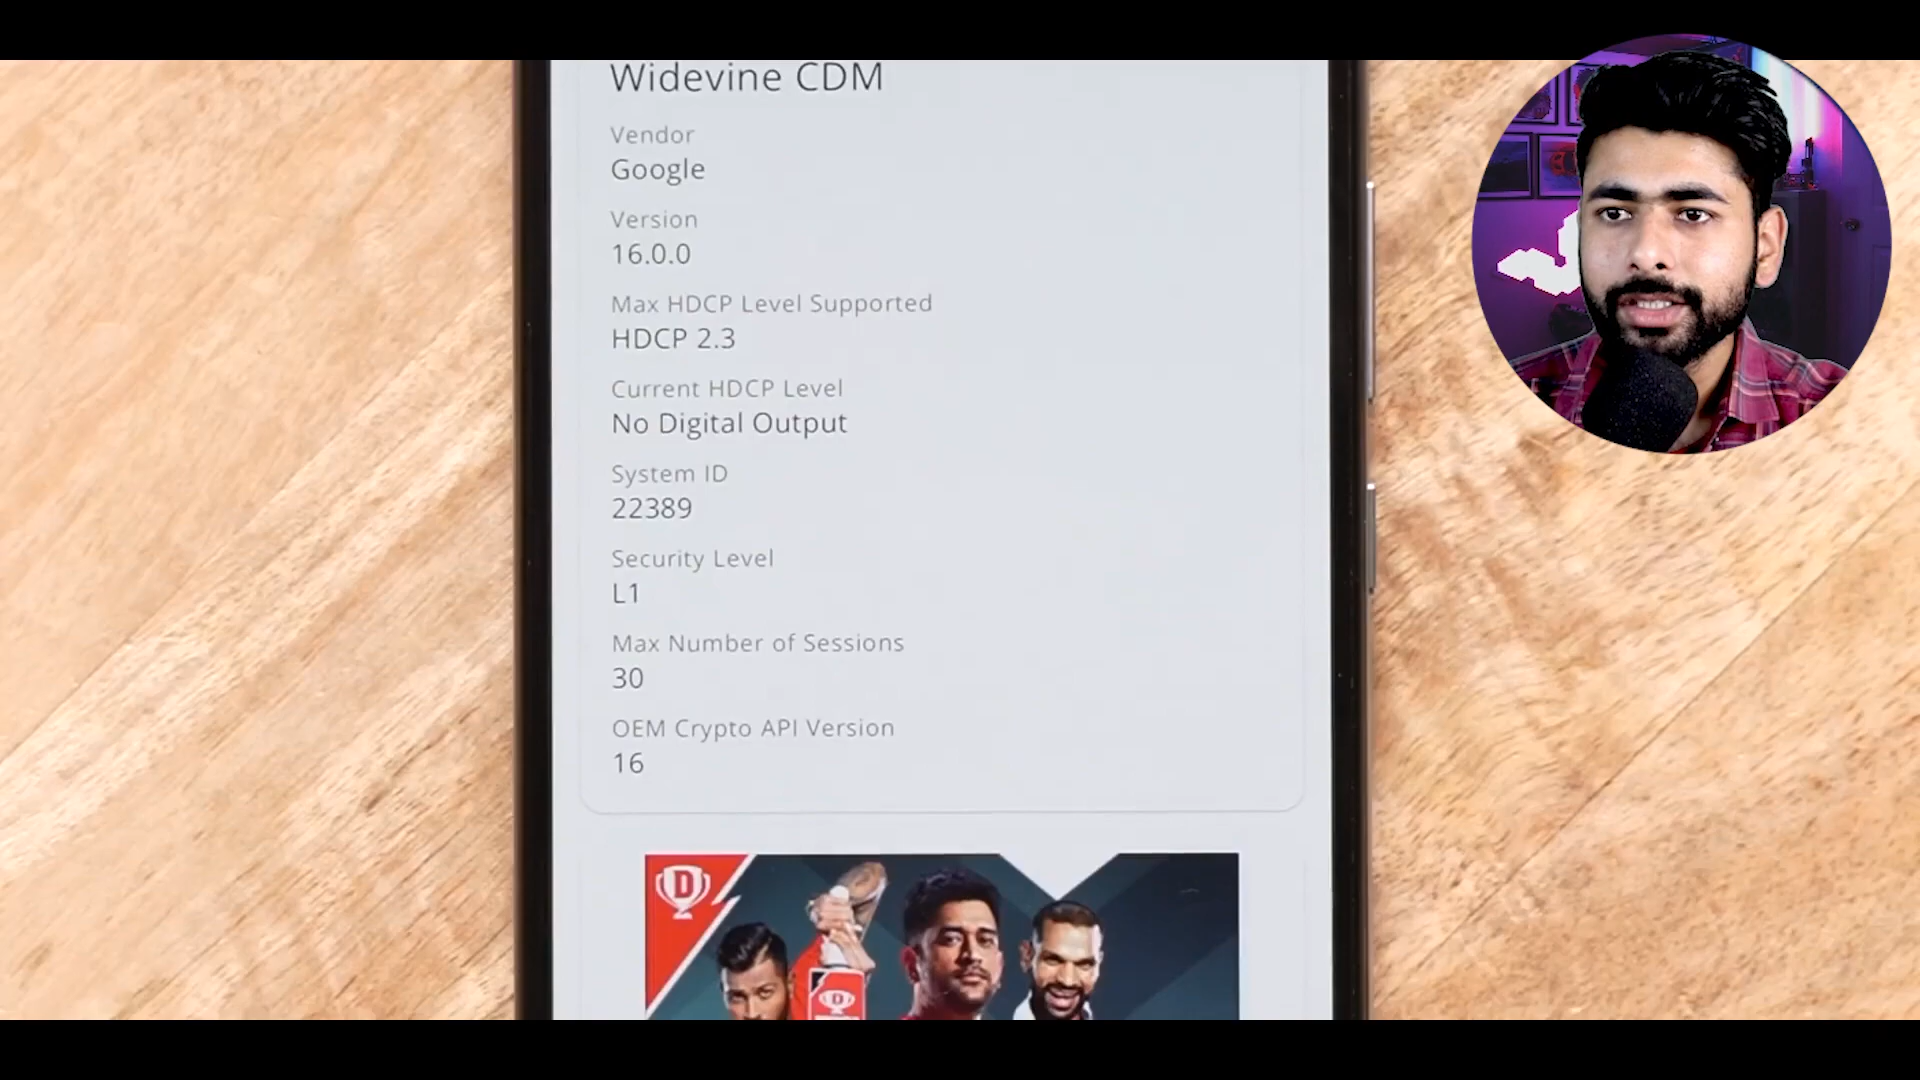 Widevine CDM
Vendor
Google
Version
16.0.0
Max HDCP Level Supported
HDCP 2.3
Current HDCP Level
No Digital Output
System ID
22389
Security Level
L1
Max Number of Sessions
30
OEM Crypto API Version
16
D
D